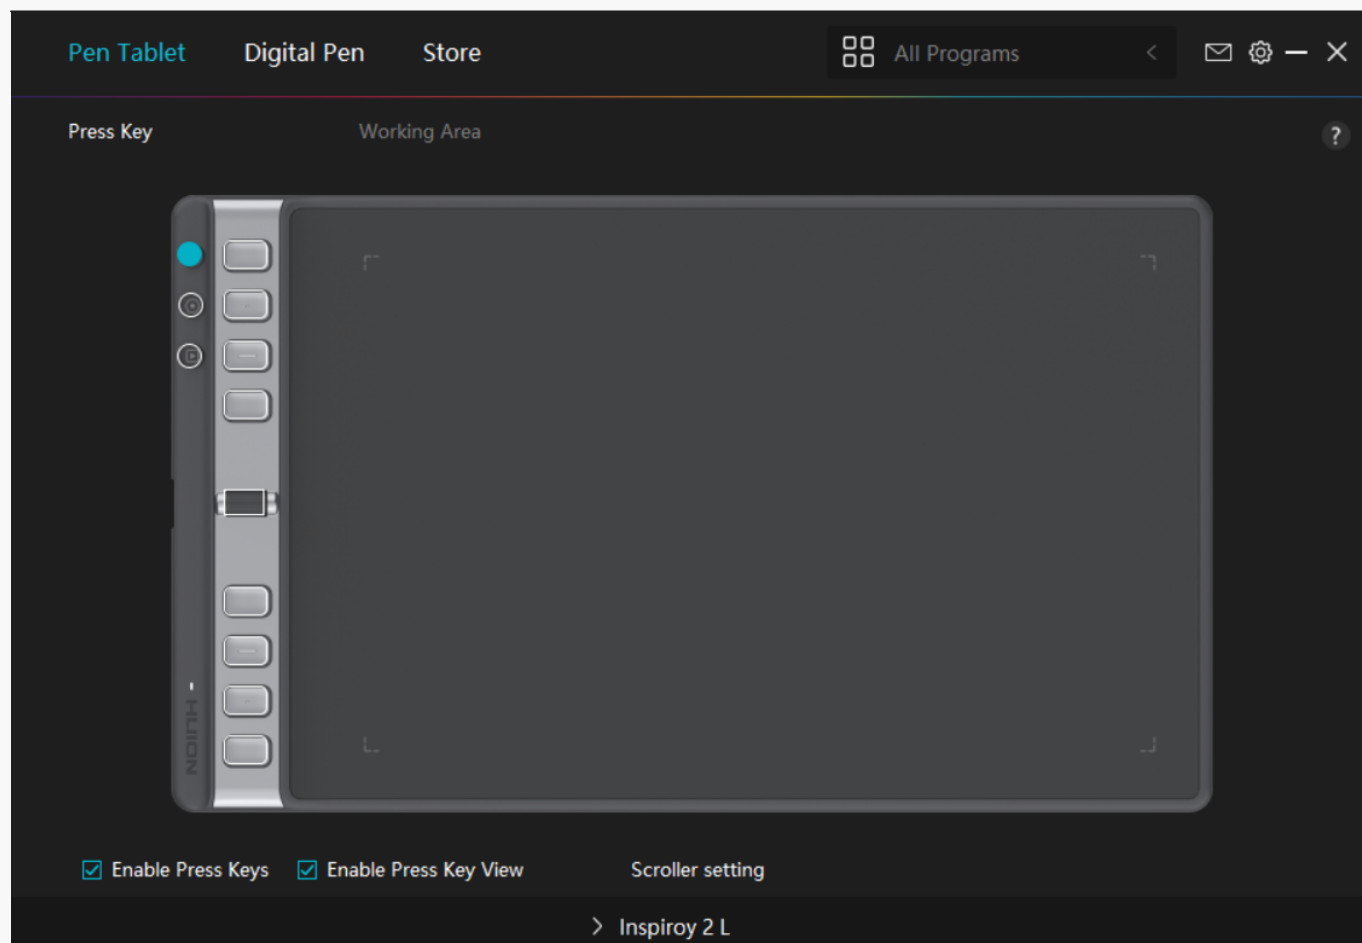 Pen Tablet Digital Pen Store All Programs
Press Key Working Area ?
HUION
Enable Press Keys Enable Press Key View Scroller setting
Inspiroy 2 L